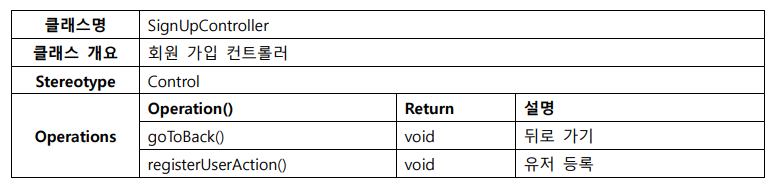 클래스명 SignUpController
클래스 개요 회원 가입 컨트롤러
Stereotype Control
Operations
Operation() Return 설명
goToBack() void 뒤로 가기
registerUserAction() void 유저 등록